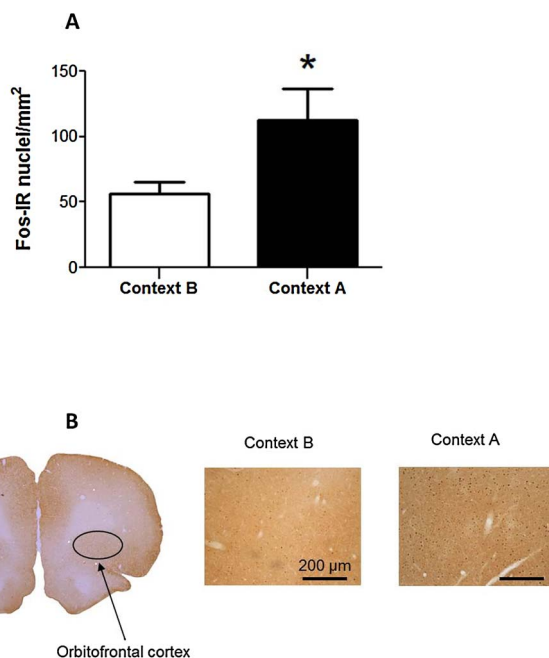 A
*
Fos-IR nuclei/mm²
150
100
50
0
Context B
Context A
B
Context B
Context A
200 µm
Orbitofrontal cortex